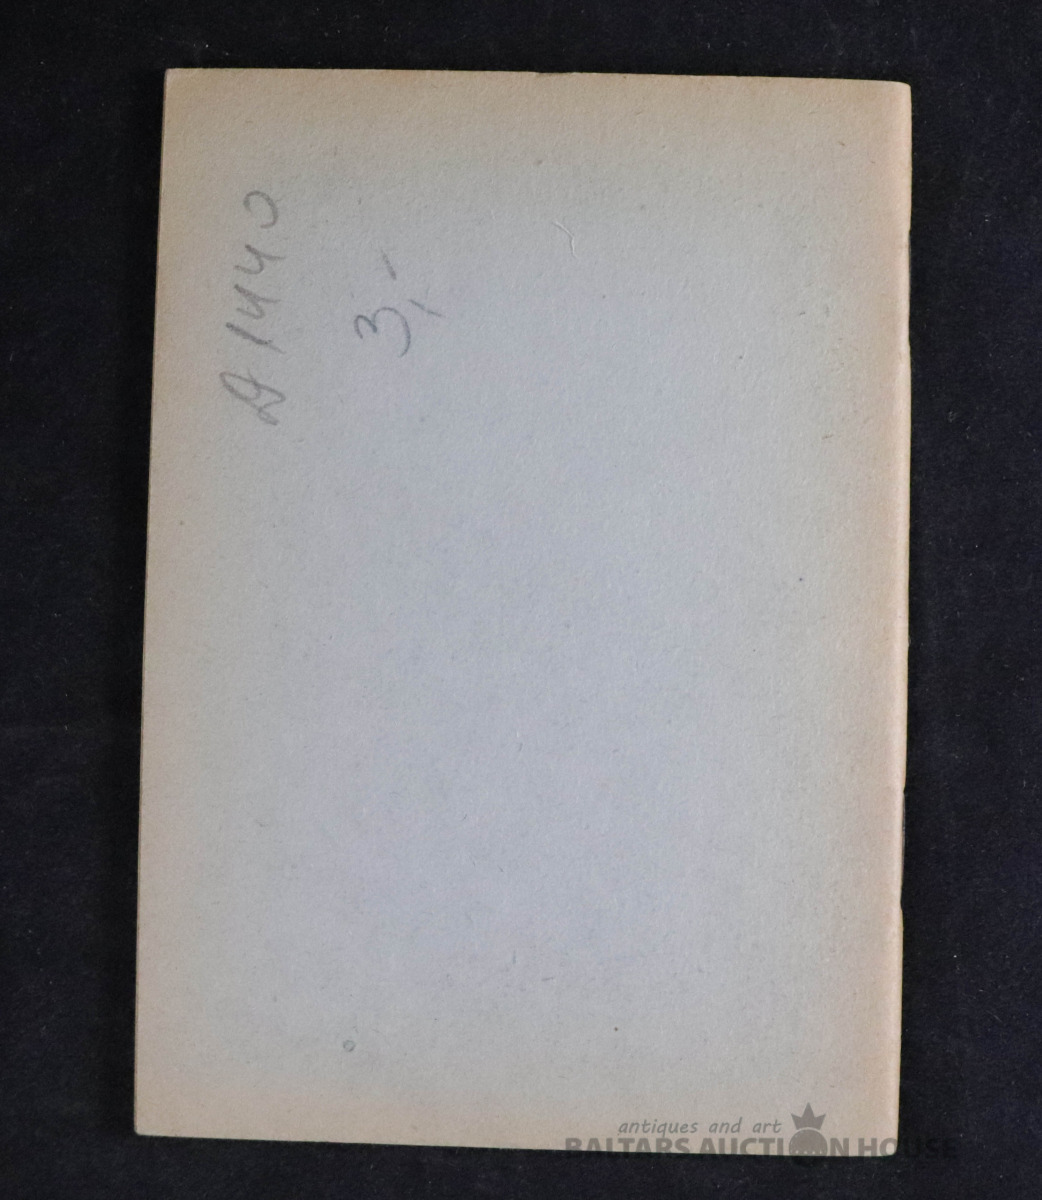 D 1440
3,-
antiques and art
BALTARS AUCTION HOUSE